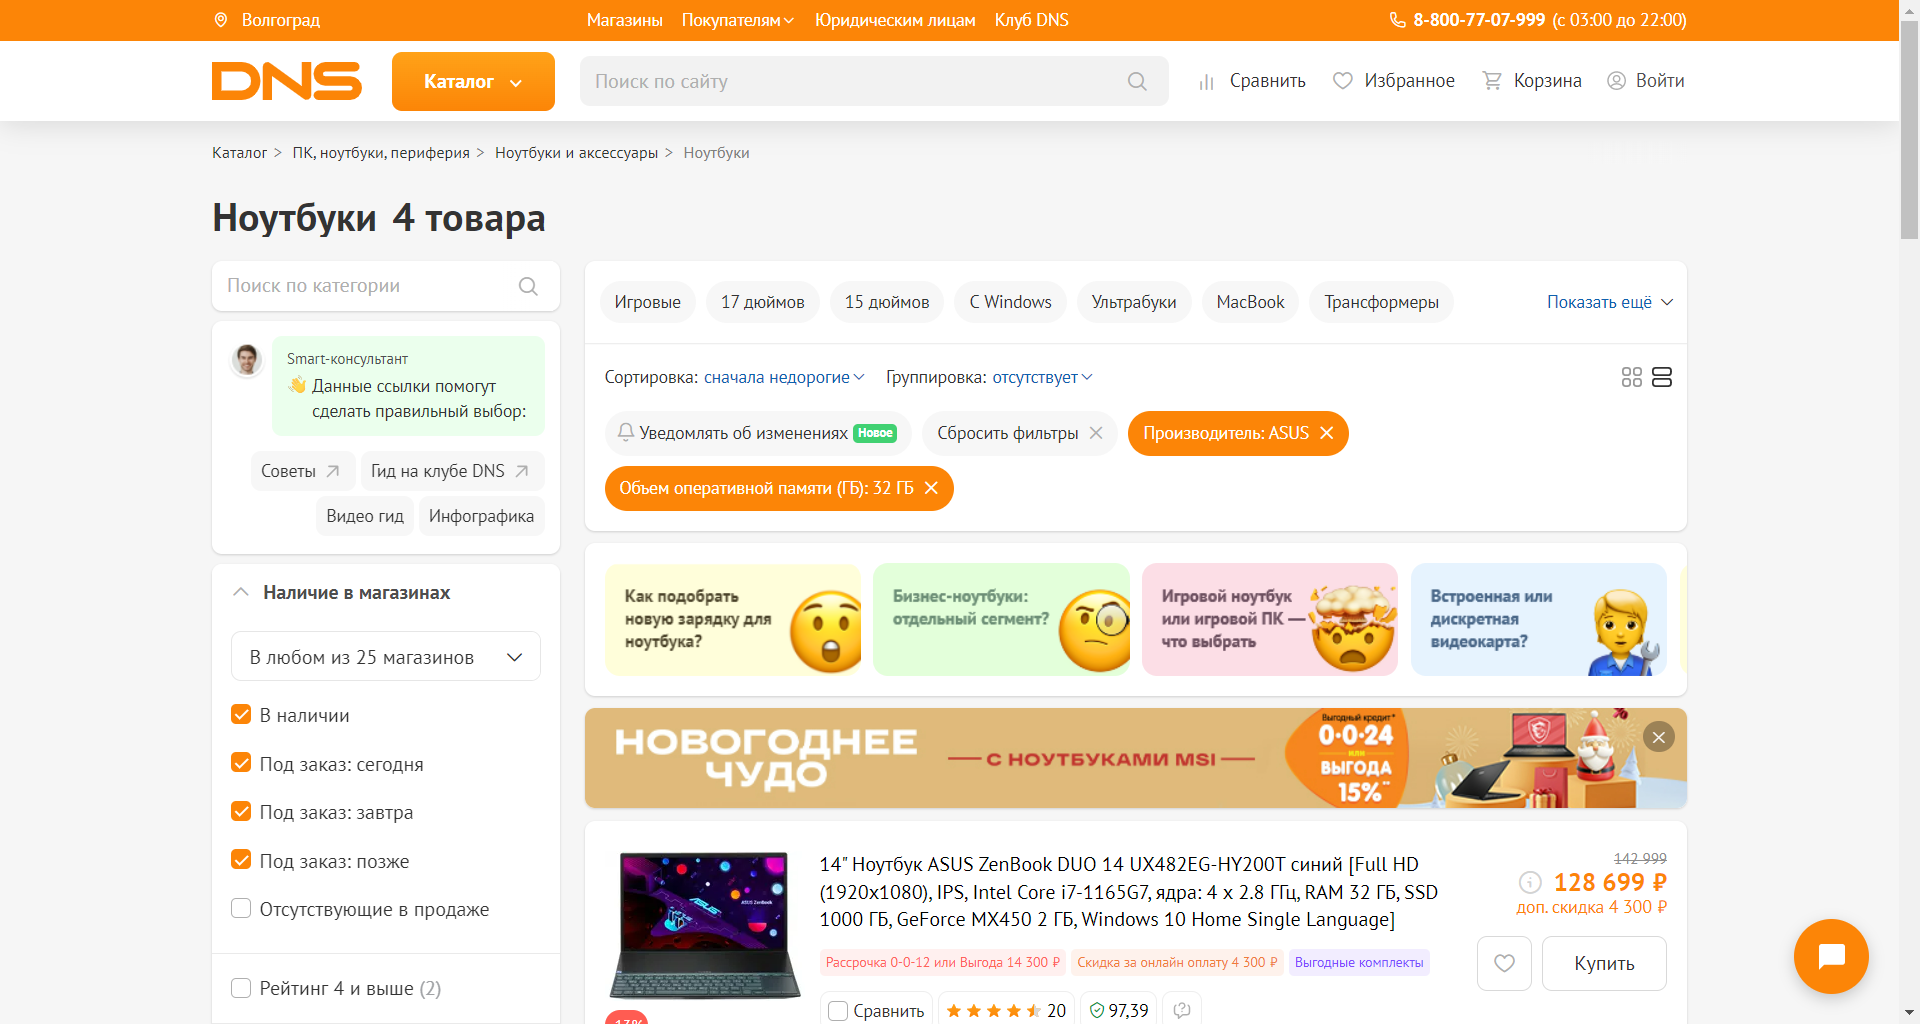 Волгоград
Магазины Покупателям Юридическим лицам Клуб DNS
8-800-77-07-999 (с 03:00 до 22:00)
DNS
Каталог
Поиск по сайту
Сравнить
Избранное
Корзина
Войти
Каталог > ПК, ноутбуки, периферия > Ноутбуки и аксессуары > Ноутбуки
Ноутбуки 4 товара
Поиск по категории
Smart-консультант
👋 Данные ссылки помогут
сделать правильный выбор:
Советы
Гид на клубе DNS
Видео гид
Инфографика
Наличие в магазинах
В любом из 25 магазинов
В наличии
Под заказ: сегодня
Под заказ: завтра
Под заказ: позже
Отсутствующие в продаже
Рейтинг 4 и выше (2)
Игровые
17 дюймов
15 дюймов
С Windows
Ультрабуки
MacBook
Трансформеры
Показать ещё
Сортировка: сначала недорогие
Группировка: отсутствует
Уведомлять об изменениях Новое
Сбросить фильтры
Производитель: ASUS
Объем оперативной памяти (ГБ): 32 ГБ
Как подобрать
новую зарядку для
ноутбука?
Бизнес-ноутбуки:
отдельный сегмент?
Игровой ноутбук
или игровой ПК —
что выбрать
Встроенная или
дискретная
видеокарта?
НОВОГОДНЕЕ
ЧУДО
С НОУТБУКАМИ MSI
Выгодный кредит*
0-0-24
или
ВЫГОДА
15%**
14" Ноутбук ASUS ZenBook DUO 14 UX482EG-HY200T синий [Full HD
(1920x1080), IPS, Intel Core i7-1165G7, ядра: 4 x 2.8 ГГц, RAM 32 ГБ, SSD
1000 ГБ, GeForce MX450 2 ГБ, Windows 10 Home Single Language]
Рассрочка 0-0-12 или Выгода 14 300 ₽
Скидка за онлайн оплату 4 300 ₽
Выгодные комплекты
Сравнить
20
97,39
142 999
128 699 ₽
доп. скидка 4 300 ₽
Купить
ASUS
ASUS ZenBook